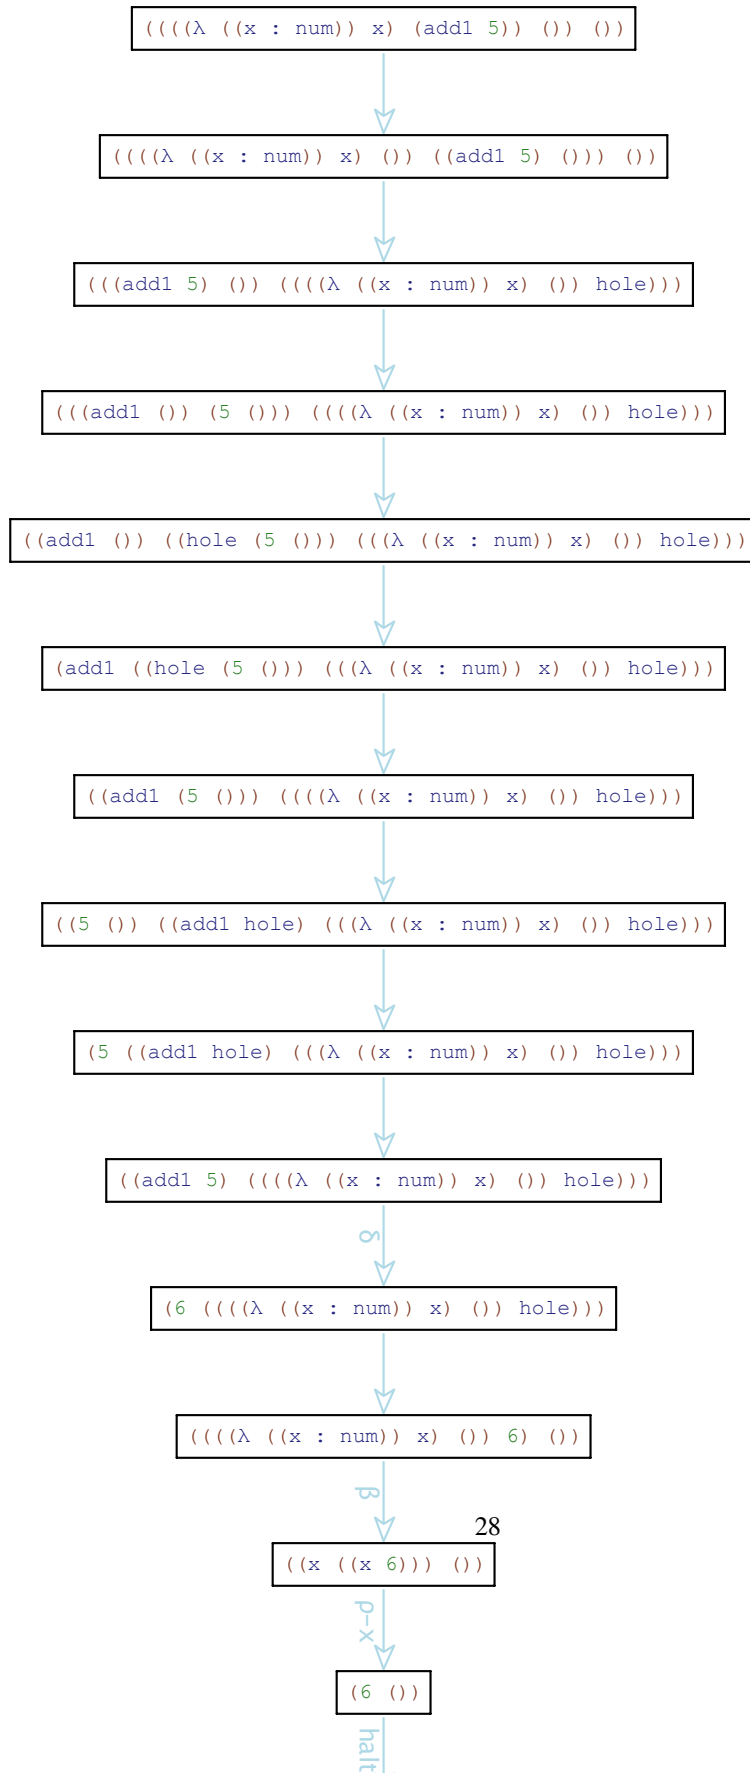 ((((λ ((x : num)) x) (add1 5)) ()) ())
((((λ ((x : num)) x) ()) ((add1 5) ())) ())
(((add1 5) ()) ((((λ ((x : num)) x) ()) hole)))
(((add1 ()) (5 ())) ((((λ ((x : num)) x) ()) hole)))
((add1 ()) ((hole (5 ())) (((λ ((x : num)) x) ()) hole)))
(add1 ((hole (5 ())) (((λ ((x : num)) x) ()) hole)))
((add1 (5 ())) ((((λ ((x : num)) x) ()) hole)))
((5 ()) ((add1 hole) (((λ ((x : num)) x) ()) hole)))
(5 ((add1 hole) (((λ ((x : num)) x) ()) hole)))
((add1 5) ((((λ ((x : num)) x) ()) hole)))
δ
(6 ((((λ ((x : num)) x) ()) hole)))
((((λ ((x : num)) x) ()) 6) ())
β
28
((x ((x 6))) ())
ρ-x
(6 ())
halt